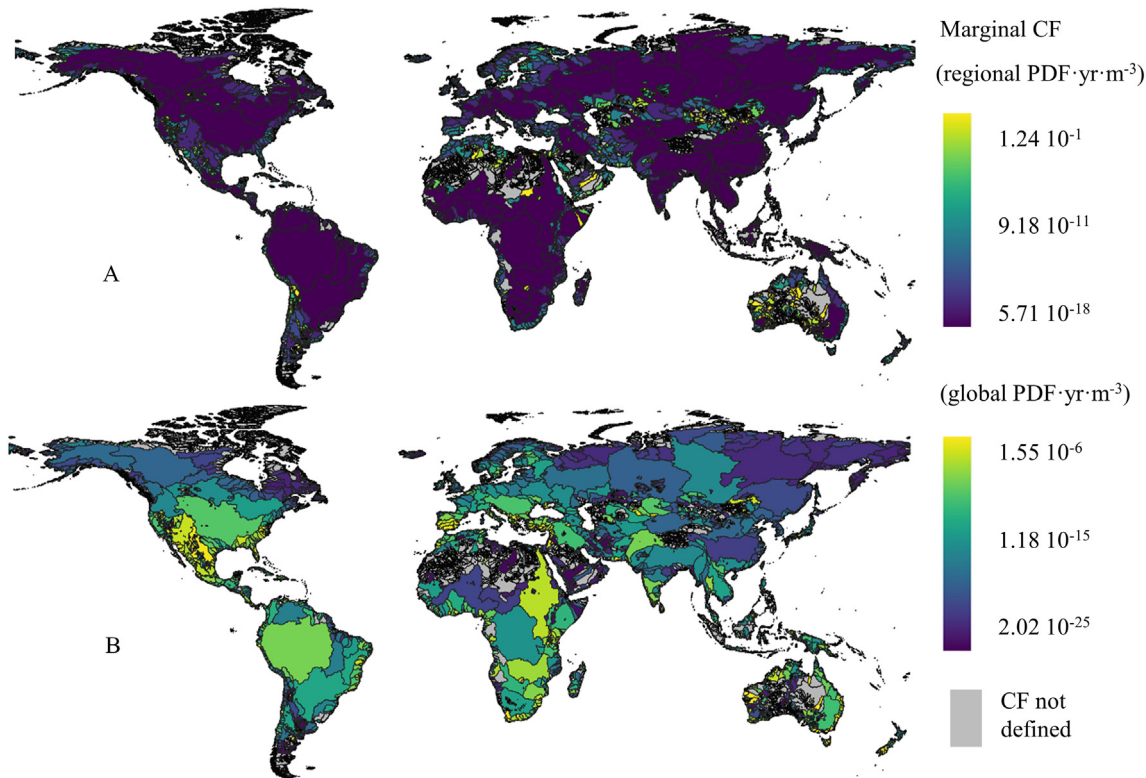 Marginal CF
(regional PDF·yr·m⁻³)
1.24 10⁻¹
9.18 10⁻¹¹
5.71 10⁻¹⁸
A
(global PDF·yr·m⁻³)
1.55 10⁻⁶
1.18 10⁻¹⁵
2.02 10⁻²⁵
B
CF not
defined